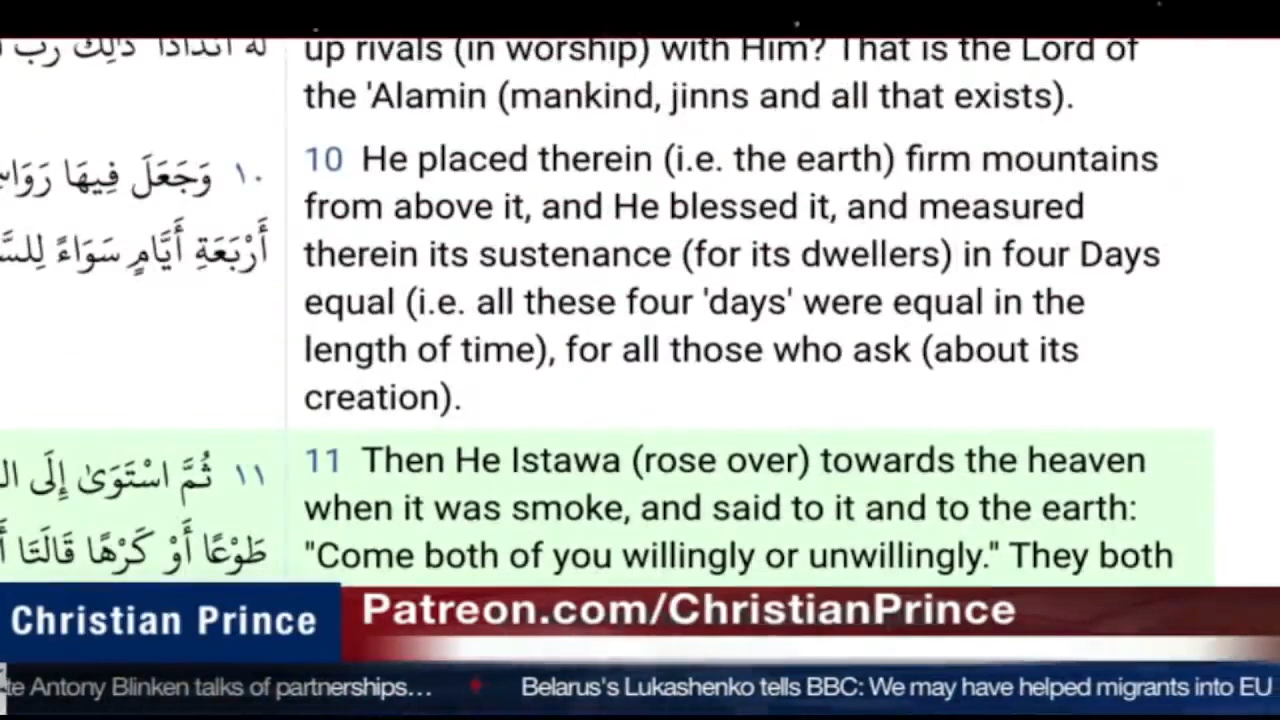 له أندادا ذلك رب
up rivals (in worship) with Him? That is the Lord of
the 'Alamin (mankind, jinns and all that exists).
١٠ وَجَعَلَ فِيهَا
أَرْبَعَةِ أَيَّامٍ سَوَاءً
10 He placed therein (i.e. the earth) firm mountains
from above it, and He blessed it, and measured
therein its sustenance (for its dwellers) in four Days
equal (i.e. all these four 'days' were equal in the
length of time), for all those who ask (about its
creation).
١١ ثُمَّ اسْتَوَىٰ إِلَى
طَوْعًا أَوْ كَرْهًا قَالَتَا
11 Then He Istawa (rose over) towards the heaven
when it was smoke, and said to it and to the earth:
"Come both of you willingly or unwillingly." They both
Christian Prince
Patreon.com/ChristianPrince
te Antony Blinken talks of partnerships... Belarus's Lukashenko tells BBC: We may have helped migrants into EU